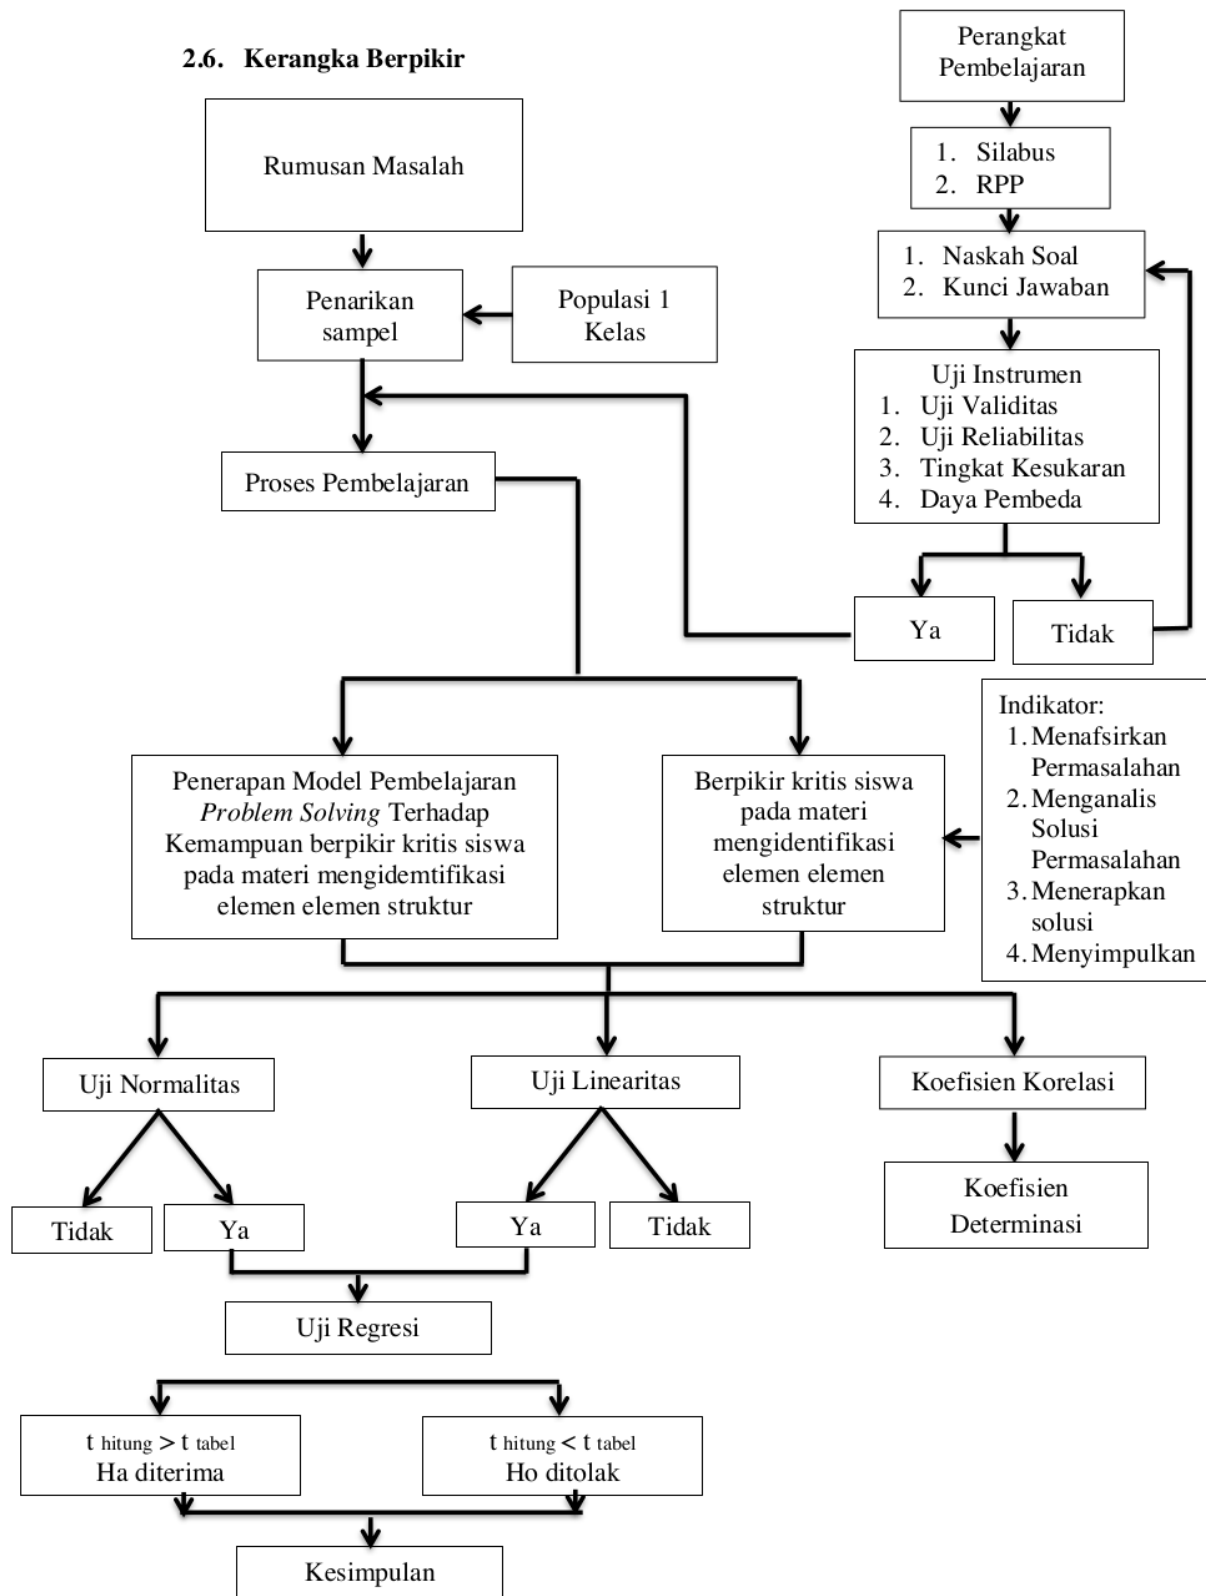 2.6. Kerangka Berpikir
Perangkat
Pembelajaran
Rumusan Masalah
1. Silabus
2. RPP
1. Naskah Soal
2. Kunci Jawaban
Penarikan
sampel
Populasi 1
Kelas
Uji Instrumen
1. Uji Validitas
2. Uji Reliabilitas
3. Tingkat Kesukaran
4. Daya Pembeda
Proses Pembelajaran
Ya
Tidak
Penerapan Model Pembelajaran
Problem Solving Terhadap
Kemampuan berpikir kritis siswa
pada materi mengidemtifikasi
elemen elemen struktur
Berpikir kritis siswa
pada materi
mengidentifikasi
elemen elemen
struktur
Indikator:
1. Menafsirkan
Permasalahan
2. Menganalis
Solusi
Permasalahan
3. Menerapkan
solusi
4. Menyimpulkan
Uji Normalitas
Uji Linearitas
Koefisien Korelasi
Tidak
Ya
Ya
Tidak
Koefisien
Determinasi
Uji Regresi
t hitung > t tabel
Ha diterima
t hitung < t tabel
Ho ditolak
Kesimpulan